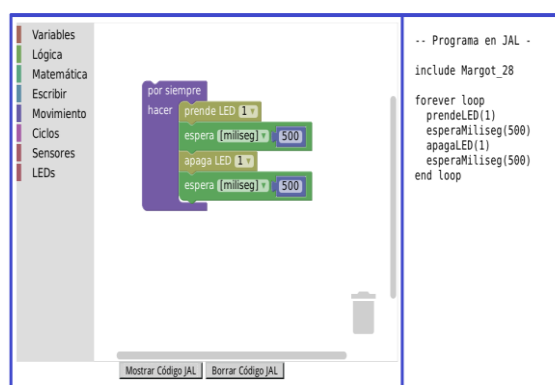 Variables
Lógica
Matemática
Escribir
Movimiento
Ciclos
Sensores
LEDs
por siempre
hacer prende LED 1
espera [miliseg] 500
apaga LED 1
espera [miliseg] 500
Mostrar Código JAL Borrar Código JAL
-- Programa en JAL -
include Margot_28
forever loop
prendeLED(1)
esperaMiliseg(500)
apagaLED(1)
esperaMiliseg(500)
end loop